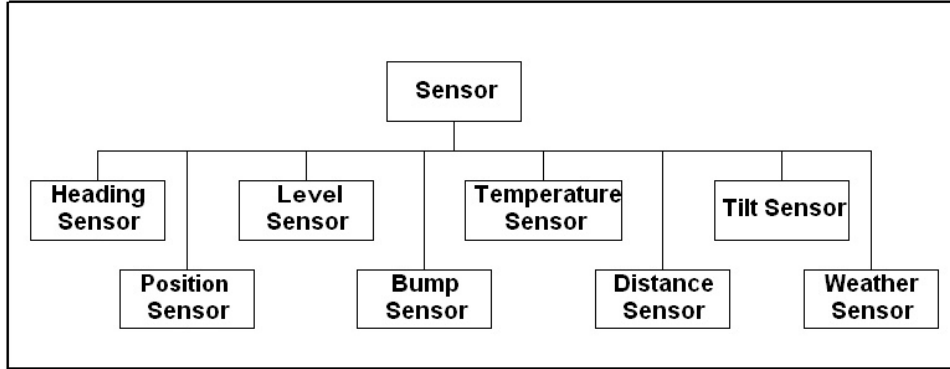 Sensor
Heading
Sensor
Level
Sensor
Temperature
Sensor
Tilt Sensor
Position
Sensor
Bump
Sensor
Distance
Sensor
Weather
Sensor